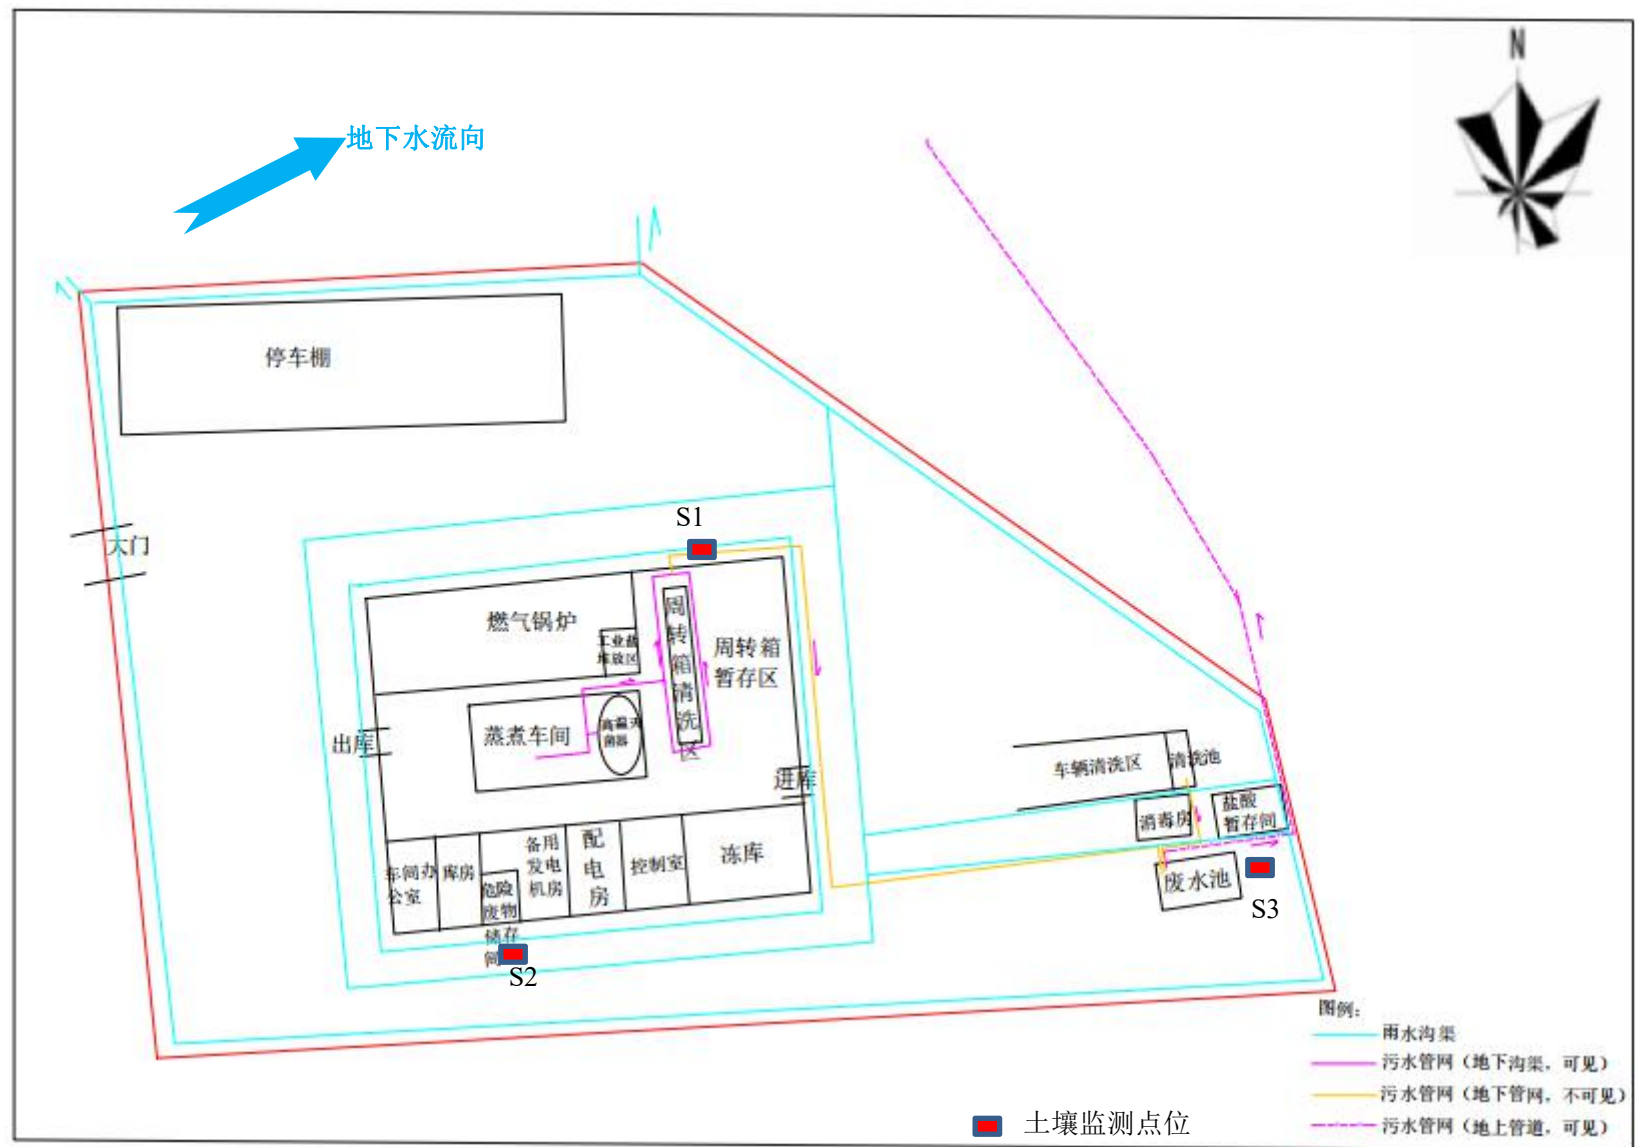 N
地下水流向
停车棚
S1
大门
燃气锅炉
工业盐
堆放区
周转箱清洗区
周转箱
暂存区
蒸煮车间
高温灭
菌器
出库
进库
车辆清洗区
清洗池
消毒房
盐酸
暂存间
废水池
S3
车间办
公室
库房
危险
废物
储存
间
备用
发电
机房
配电房
控制室
冻库
S2
图例:
雨水沟渠
污水管网（地下沟渠，可见）
污水管网（地下管网，不可见）
污水管网（地上管道，可见）
土壤监测点位